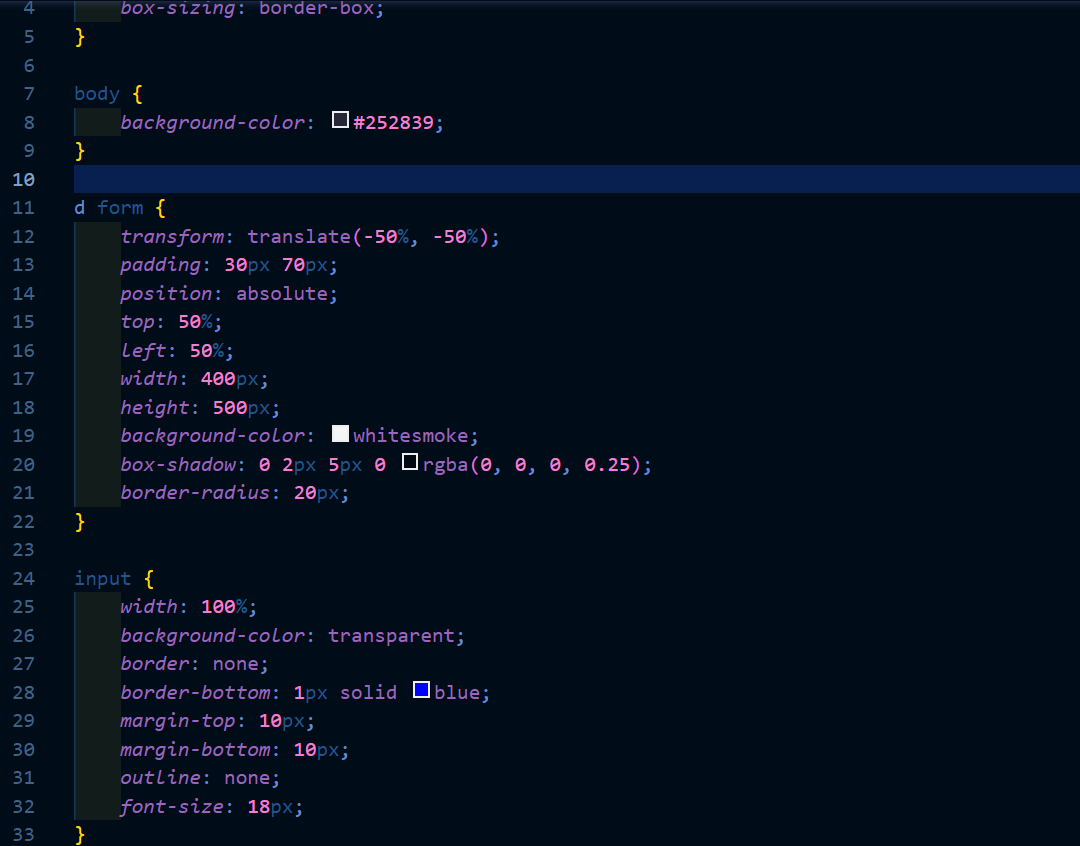 4 box-sizing: border-box;
5 }
6
7 body {
8 background-color: #252839;
9 }
10
11 d form {
12 transform: translate(-50%, -50%);
13 padding: 30px 70px;
14 position: absolute;
15 top: 50%;
16 left: 50%;
17 width: 400px;
18 height: 500px;
19 background-color: whitesmoke;
20 box-shadow: 0 2px 5px 0 rgba(0, 0, 0, 0.25);
21 border-radius: 20px;
22 }
23
24 input {
25 width: 100%;
26 background-color: transparent;
27 border: none;
28 border-bottom: 1px solid blue;
29 margin-top: 10px;
30 margin-bottom: 10px;
31 outline: none;
32 font-size: 18px;
33 }